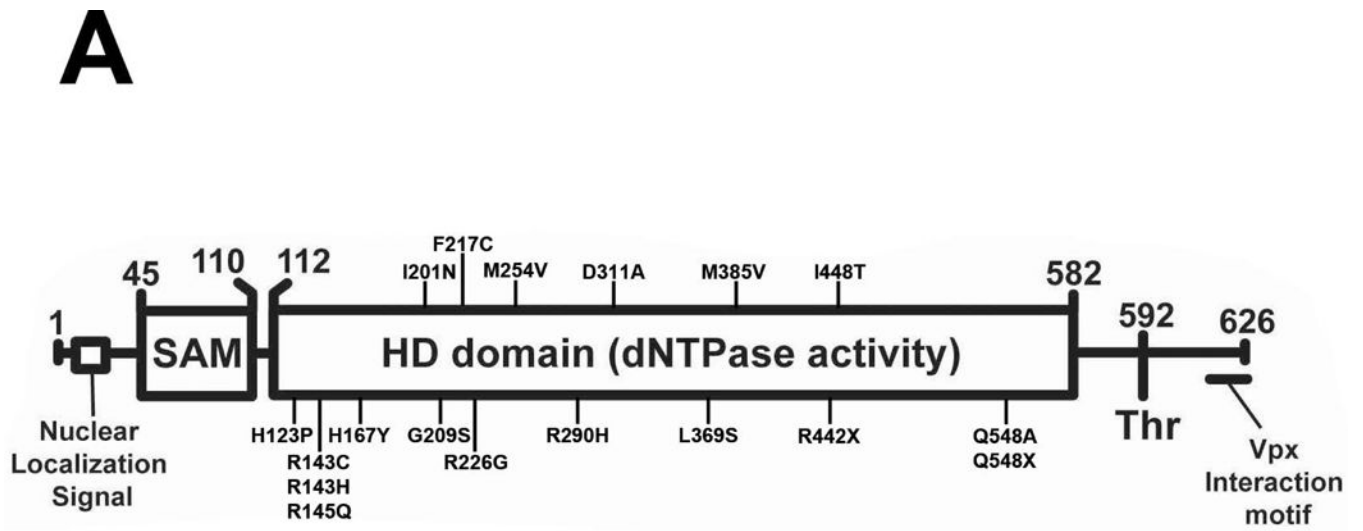 A
F217C
I201N M254V D311A M385V I448T
1 45 110 112 582 592 626
SAM HD domain (dNTPase activity)
Thr
H123P H167Y G209S R290H L369S R442X Q548A
R143C R226G Q548X
R143H
R145Q
Nuclear
Localization
Signal
Vpx
Interaction
motif